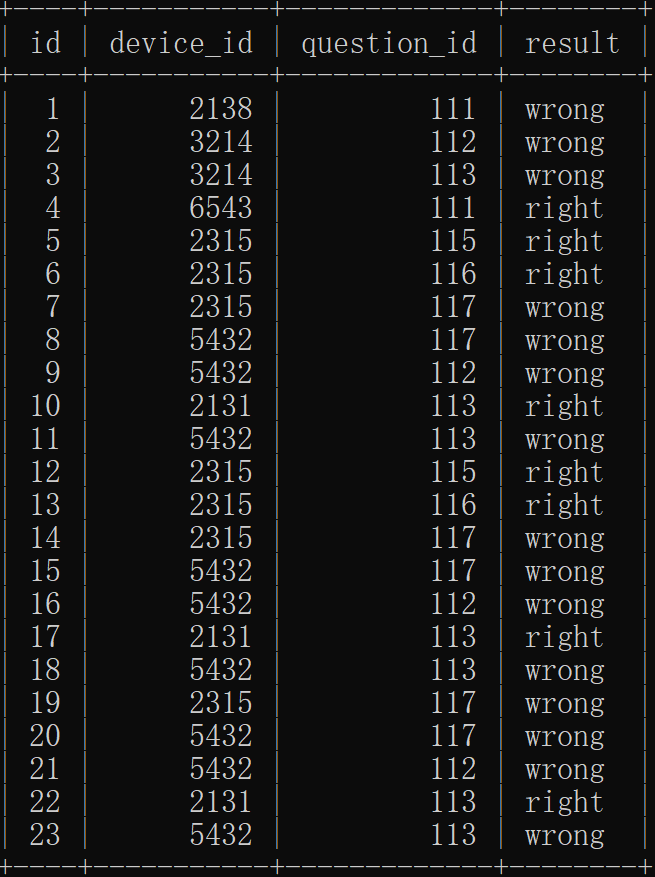 +----+-----------+-------------+--------+
| id | device_id | question_id | result |
+----+-----------+-------------+--------+
| 1 | 2138 | 111 | wrong |
| 2 | 3214 | 112 | wrong |
| 3 | 3214 | 113 | wrong |
| 4 | 6543 | 111 | right |
| 5 | 2315 | 115 | right |
| 6 | 2315 | 116 | right |
| 7 | 2315 | 117 | wrong |
| 8 | 5432 | 117 | wrong |
| 9 | 5432 | 112 | wrong |
| 10 | 2131 | 113 | right |
| 11 | 5432 | 113 | wrong |
| 12 | 2315 | 115 | right |
| 13 | 2315 | 116 | right |
| 14 | 2315 | 117 | wrong |
| 15 | 5432 | 117 | wrong |
| 16 | 5432 | 112 | wrong |
| 17 | 2131 | 113 | right |
| 18 | 5432 | 113 | wrong |
| 19 | 2315 | 117 | wrong |
| 20 | 5432 | 117 | wrong |
| 21 | 5432 | 112 | wrong |
| 22 | 2131 | 113 | right |
| 23 | 5432 | 113 | wrong |
+----+-----------+-------------+--------+